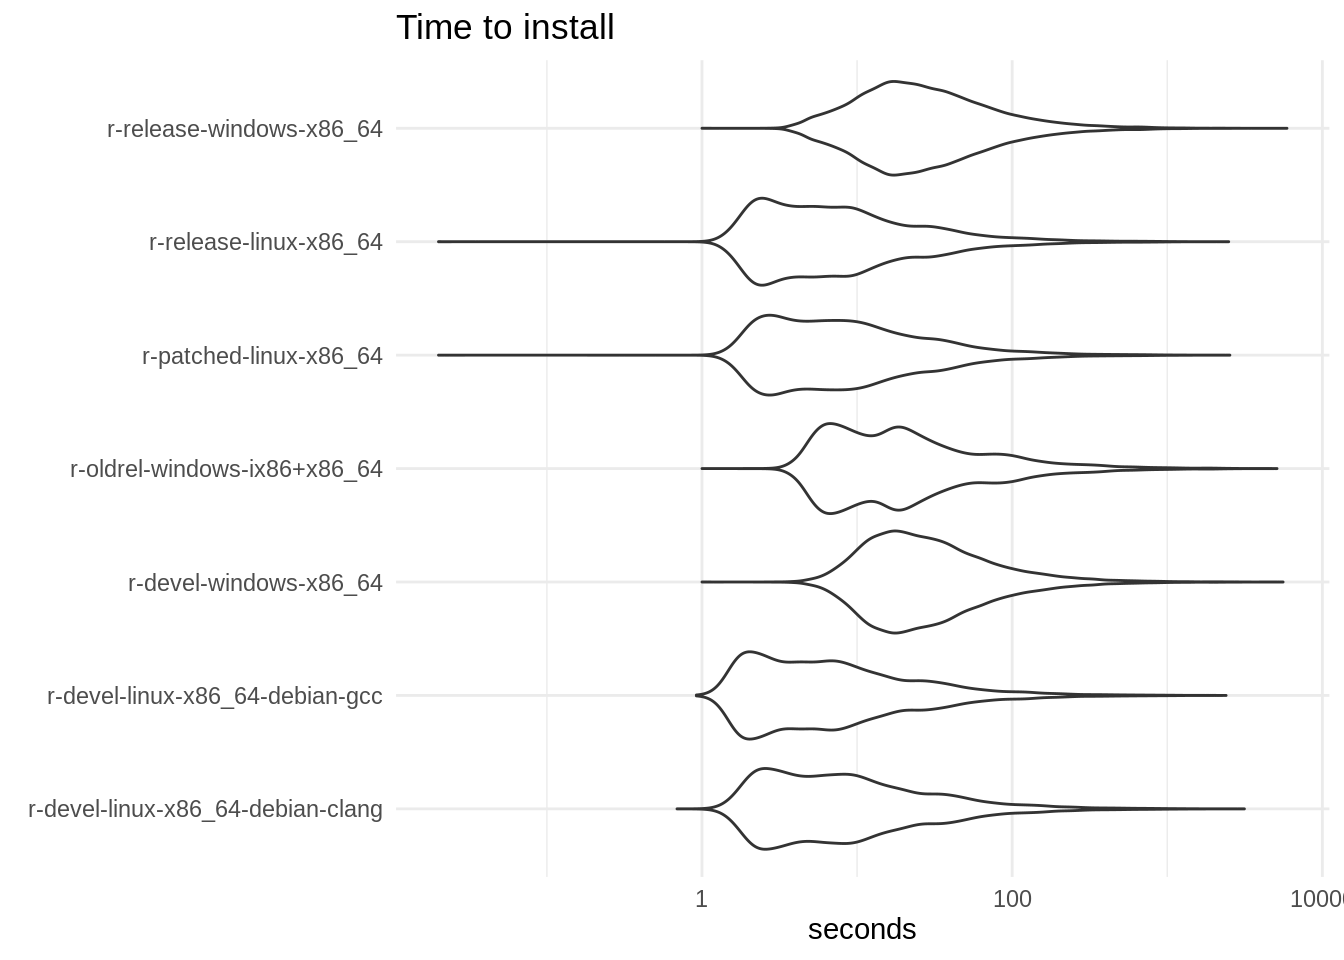 Time to install
r-release-windows-x86_64
r-release-linux-x86_64
r-patched-linux-x86_64
r-oldrel-windows-ix86+x86_64
r-devel-windows-x86_64
r-devel-linux-x86_64-debian-gcc
r-devel-linux-x86_64-debian-clang
1 100 10000
seconds